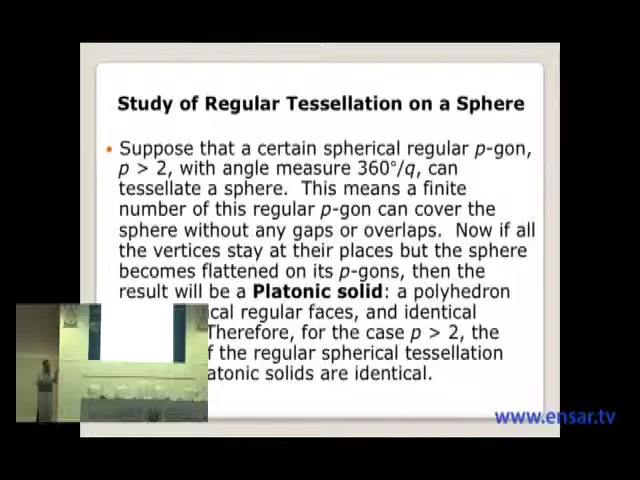 Study of Regular Tessellation on a Sphere
• Suppose that a certain spherical regular p-gon,
p > 2, with angle measure 360°/q, can
tessellate a sphere. This means a finite
number of this regular p-gon can cover the
sphere without any gaps or overlaps. Now if all
the vertices stay at their places but the sphere
becomes flattened on its p-gons, then the
result will be a Platonic solid: a polyhedron
regular faces, and identical
Therefore, for the case p > 2, the
the regular spherical tessellation
solids are identical.
www.ensar.tv